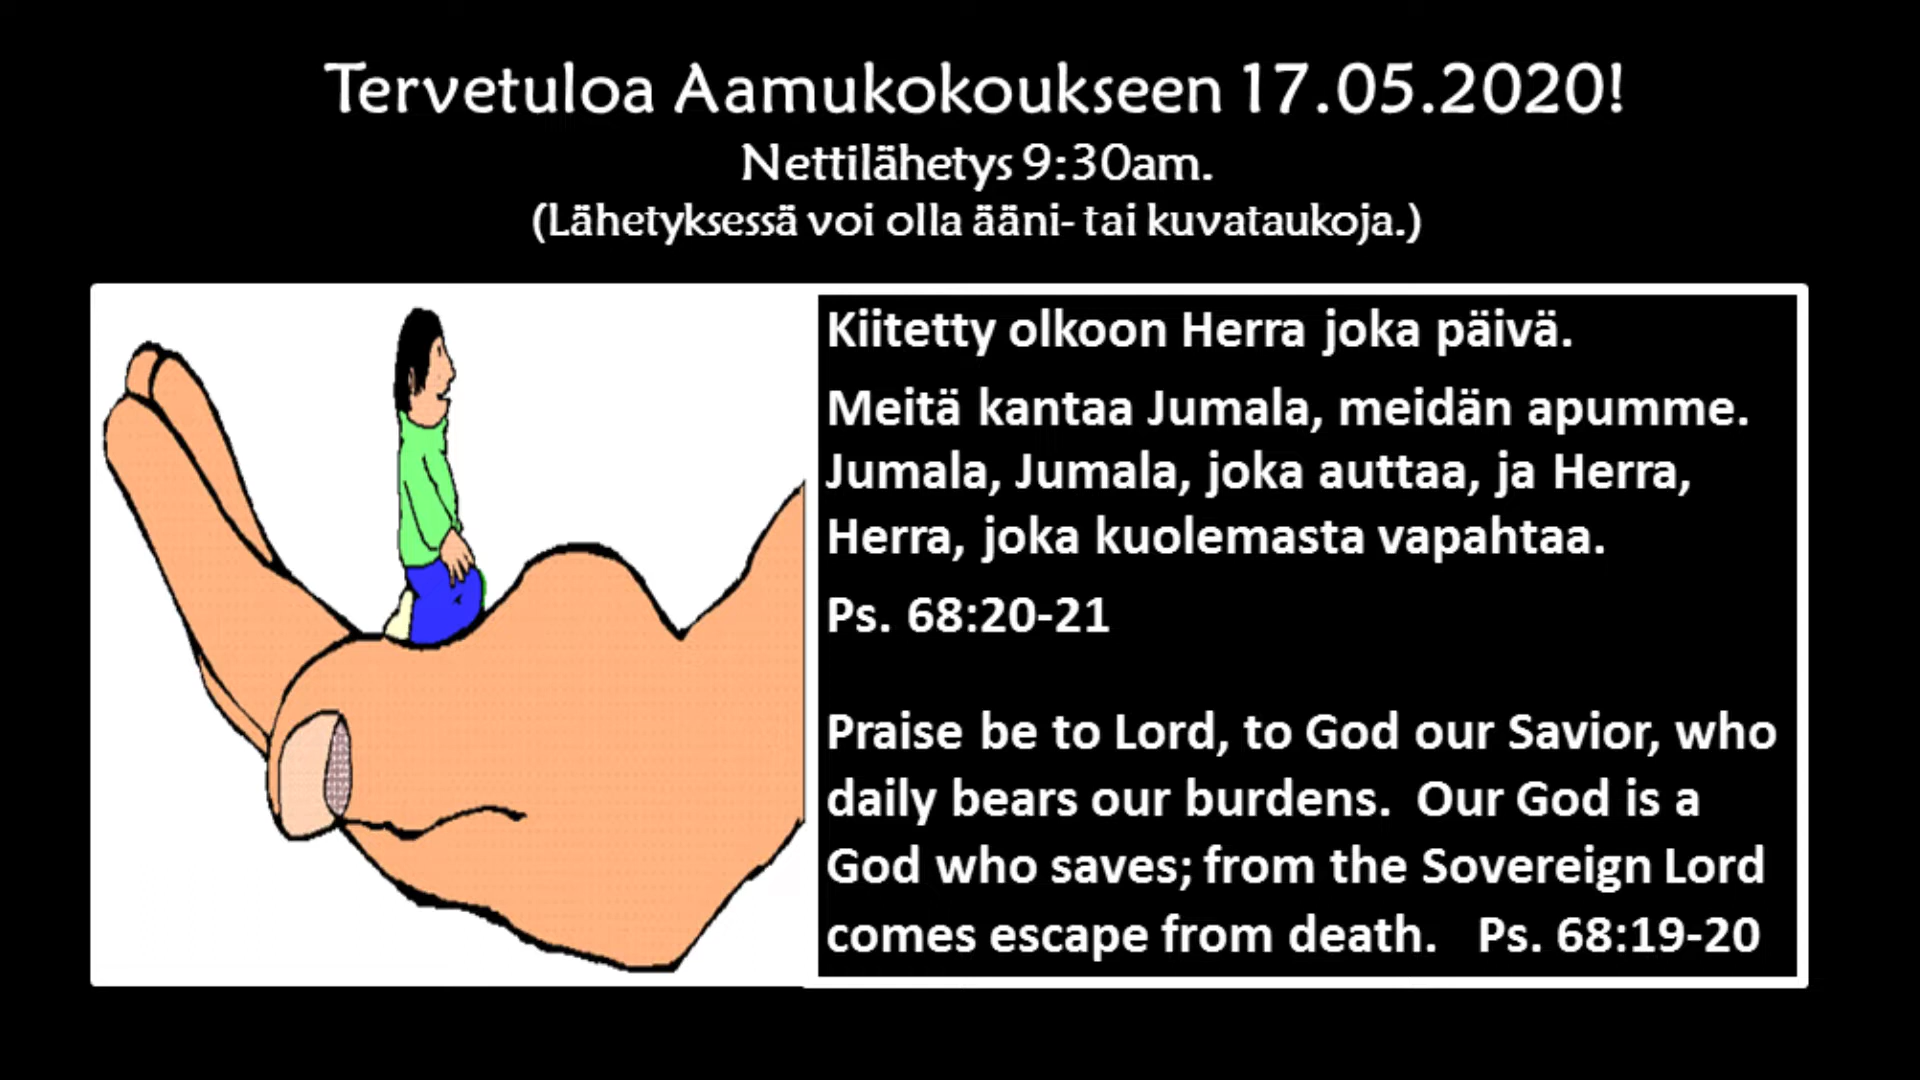 Tervetuloa Aamukokoukseen 17.05.2020!
Nettilähetys 9:30am.
(Lähetyksessä voi olla ääni- tai kuvataukoja.)
Kiitetty olkoon Herra joka päivä.
Meitä kantaa Jumala, meidän apumme.
Jumala, Jumala, joka auttaa, ja Herra,
Herra, joka kuolemasta vapahtaa.
Ps. 68:20-21
Praise be to Lord, to God our Savior, who
daily bears our burdens. Our God is a
God who saves; from the Sovereign Lord
comes escape from death. Ps. 68:19-20